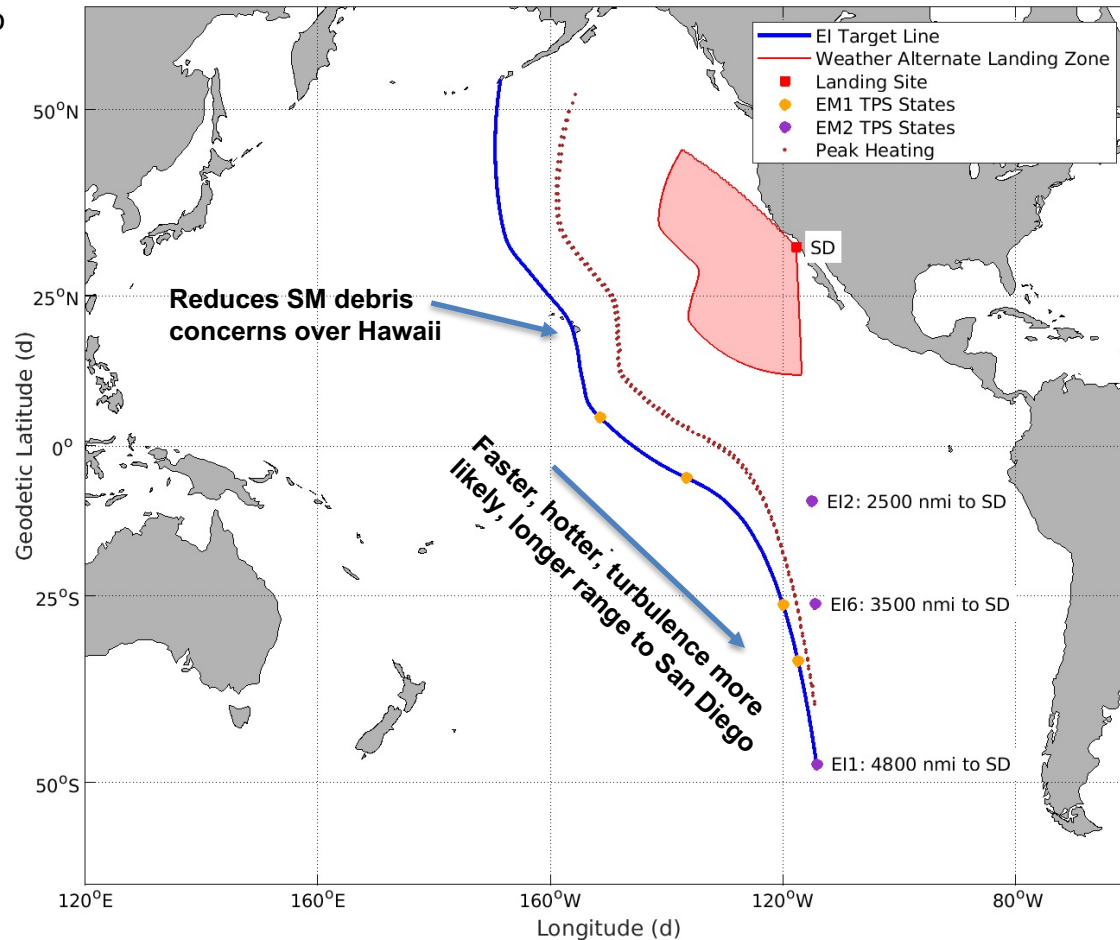 EI Target Line
Weather Alternate Landing Zone
Landing Site
EM1 TPS States
EM2 TPS States
Peak Heating
50°N
SD
25°N
Reduces SM debris
concerns over Hawaii
0°
Faster, hotter, turbulence more
likely, longer range to San Diego
EI2: 2500 nmi to SD
EI6: 3500 nmi to SD
25°S
EI1: 4800 nmi to SD
50°S
Geodetic Latitude (d)
120°E
160°E
160°W
120°W
80°W
Longitude (d)